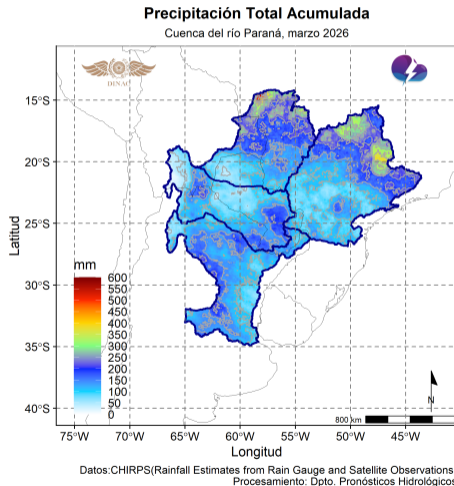 Precipitación Total Acumulada
Cuenca del río Paraná, marzo 2026
DINAC
15°S
20°S
25°S
30°S
35°S
40°S
Latitud
mm
600
550
500
450
400
350
300
250
200
150
100
50
0
N
800 km
75°W
70°W
65°W
60°W
55°W
50°W
45°W
Longitud
Datos:CHIRPS(Rainfall Estimates from Rain Gauge and Satellite Observations
Procesamiento: Dpto. Pronósticos Hidrológicos